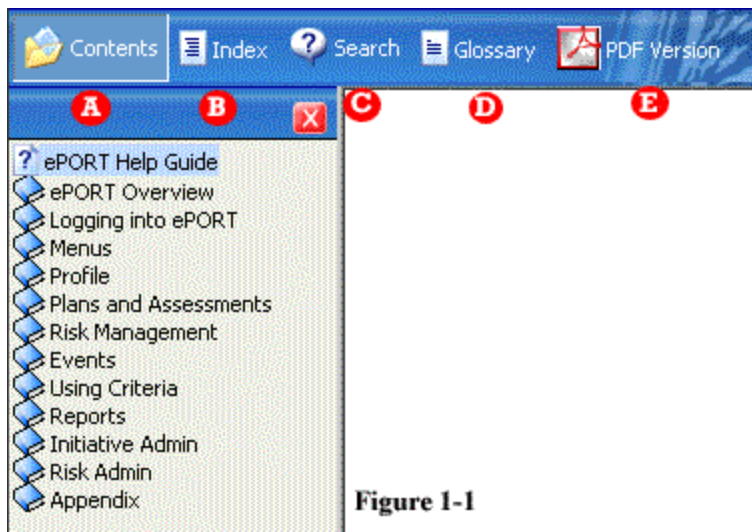 Contents Index Search Glossary PDF Version
A B C D E
X
? ePORT Help Guide
ePORT Overview
Logging into ePORT
Menus
Profile
Plans and Assessments
Risk Management
Events
Using Criteria
Reports
Initiative Admin
Risk Admin
Appendix
Figure 1-1